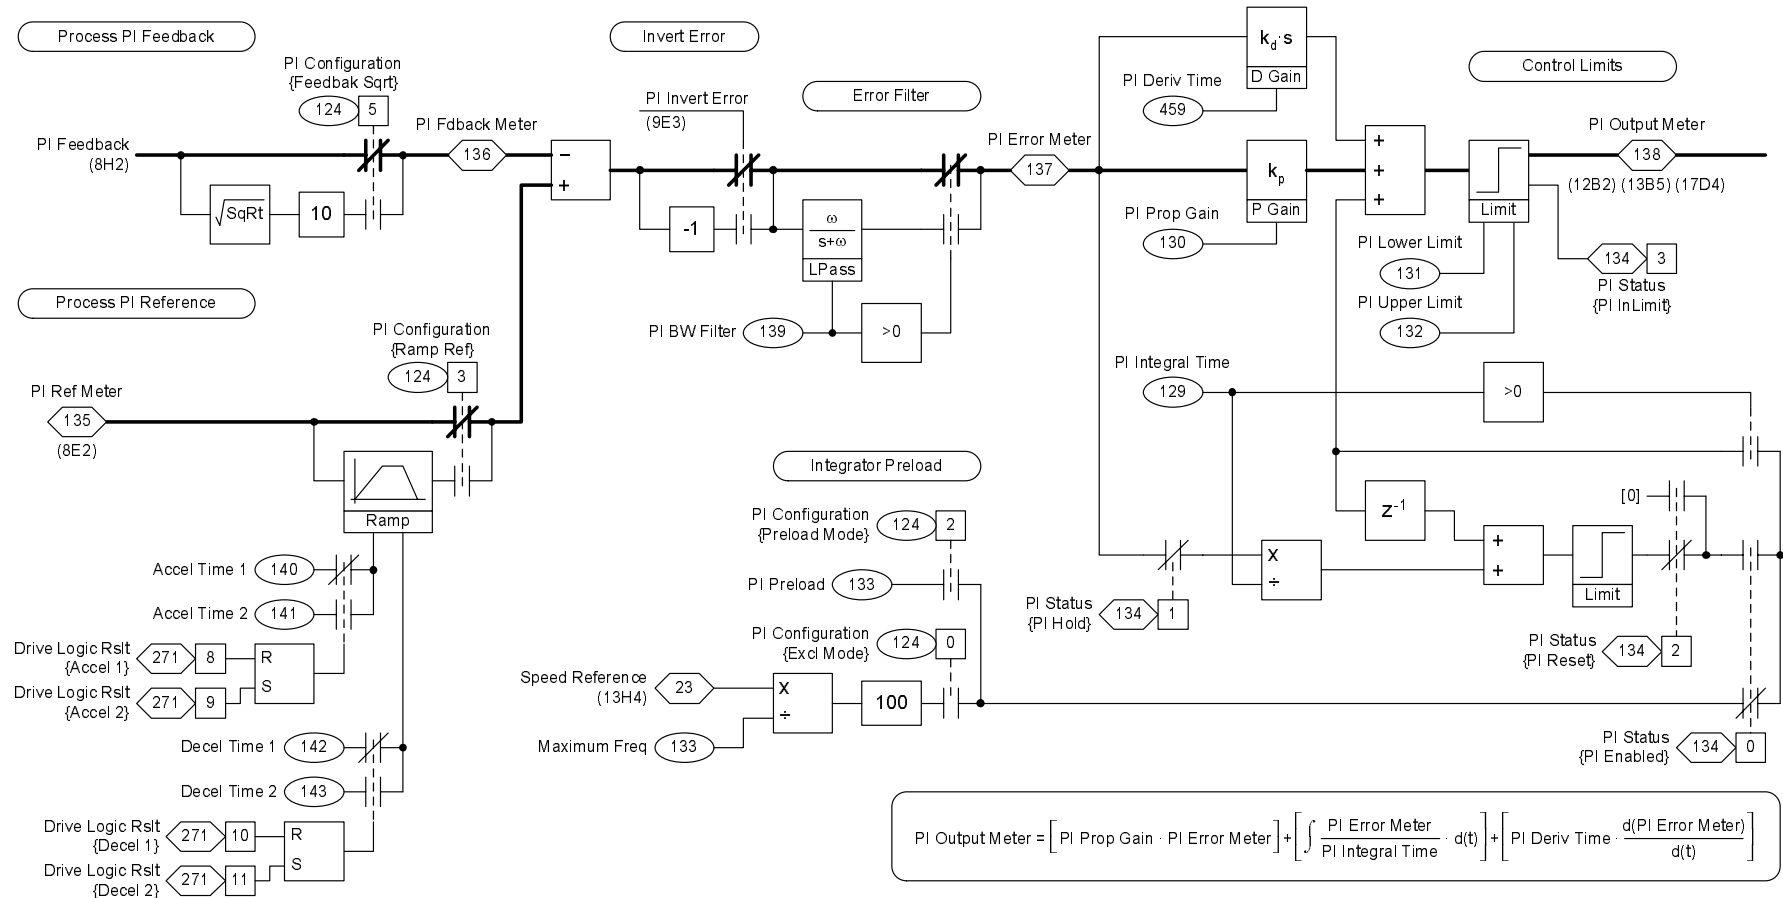 Process PI Feedback
PI Configuration
{Feedbak Sqrt}
124 5
PI Feedback
(8H2)
PI Fdback Meter
136
SqRt
10
−
+
Invert Error
PI Invert Error
(9E3)
-1
Error Filter
ω
s+ω
LPass
PI BW Filter 139
>0
PI Error Meter
137
kd·s
D Gain
PI Deriv Time
459
kp
P Gain
PI Prop Gain
130
+
+
+
Control Limits
Limit
PI Output Meter
138
(12B2) (13B5) (17D4)
PI Lower Limit
131
PI Upper Limit
132
134 3
PI Status
{PI InLimit}
Process PI Reference
PI Configuration
{Ramp Ref}
124 3
PI Ref Meter
135
(8E2)
Ramp
Accel Time 1 140
Accel Time 2 141
Drive Logic Rslt
{Accel 1}
271 8
Drive Logic Rslt
{Accel 2}
271 9
R
S
Decel Time 1 142
Decel Time 2 143
Drive Logic Rslt
{Decel 1}
271 10
Drive Logic Rslt
{Decel 2}
271 11
R
S
PI Integral Time
129
>0
Integrator Preload
PI Configuration
{Preload Mode}
124 2
PI Preload 133
PI Configuration
{Excl Mode}
124 0
Speed Reference
(13H4)
23
Maximum Freq 133
X
÷
100
PI Status
{PI Hold}
134 1
X
÷
z-1
+
+
Limit
[0]
PI Status
{PI Reset}
134 2
PI Status
{PI Enabled}
134 0
PI Output Meter = [PI Prop Gain · PI Error Meter] + [∫ PI Error Meter / PI Integral Time · d(t)] + [PI Deriv Time · d(PI Error Meter) / d(t)]